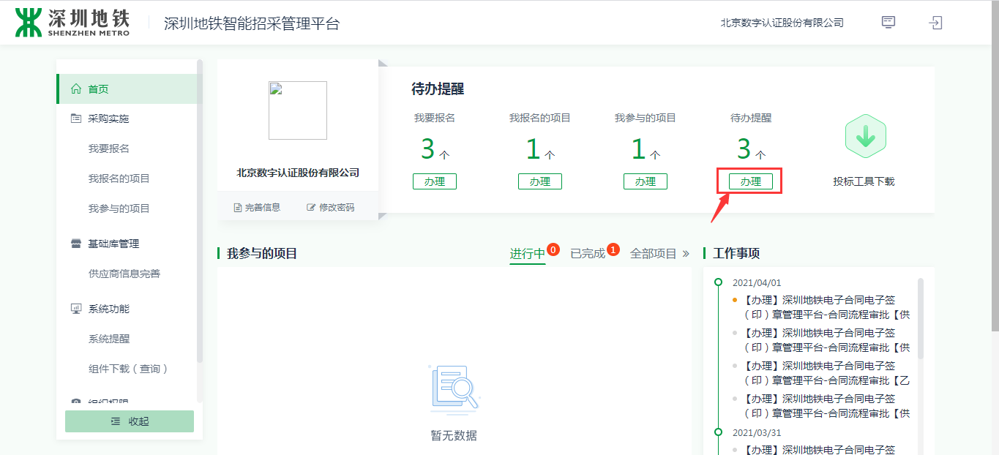 深圳地铁
SHENZHEN METRO
深圳地铁智能招采管理平台
北京数字认证股份有限公司
首页
采购实施
我要报名
我报名的项目
我参与的项目
基础库管理
供应商信息完善
系统功能
系统提醒
组件下载（查询）
组织权限
收起
北京数字认证股份有限公司
完善信息
修改密码
待办提醒
我要报名 我报名的项目 我参与的项目 待办提醒
3 个 1 个 1 个 3 个
办理 办理 办理 办理
投标工具下载
我参与的项目
进行中 0 已完成 1 全部项目 »
暂无数据
工作事项
2021/04/01
【办理】深圳地铁电子合同电子签
（印）章管理平台-合同流程审批【供
【办理】深圳地铁电子合同电子签
（印）章管理平台-合同流程审批【供
【办理】深圳地铁电子合同电子签
（印）章管理平台-合同流程审批【乙
【办理】深圳地铁电子合同电子签
（印）章管理平台-合同流程审批【供
2021/03/31
【办理】深圳地铁电子合同电子签